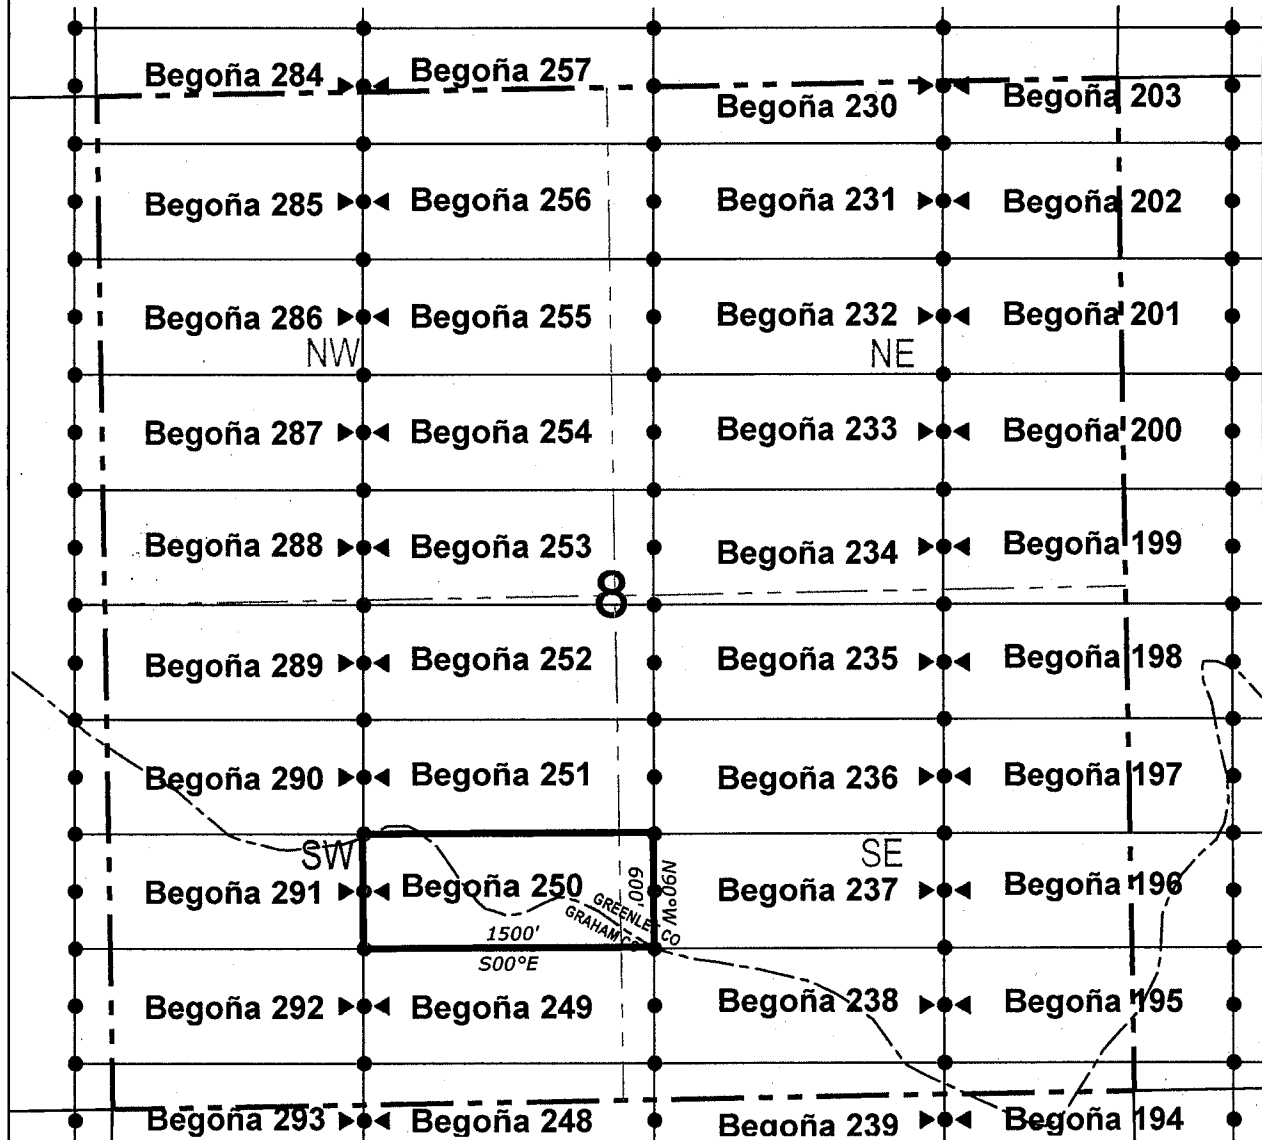 Begoña 284 Begoña 257 Begoña 230 Begoña 203
Begoña 285 Begoña 256 Begoña 231 Begoña 202
Begoña 286 Begoña 255 Begoña 232 Begoña 201
NW NE
Begoña 287 Begoña 254 Begoña 233 Begoña 200
Begoña 288 Begoña 253 Begoña 234 Begoña 199
8
Begoña 289 Begoña 252 Begoña 235 Begoña 198
Begoña 290 Begoña 251 Begoña 236 Begoña 197
SW SE
Begoña 291 Begoña 250 Begoña 237 Begoña 196
600'
N90°W
GREENLEE CO
GRAHAM CO
1500'
S00°E
Begoña 292 Begoña 249 Begoña 238 Begoña 195
Begoña 293 Begoña 248 Begoña 239 Begoña 194